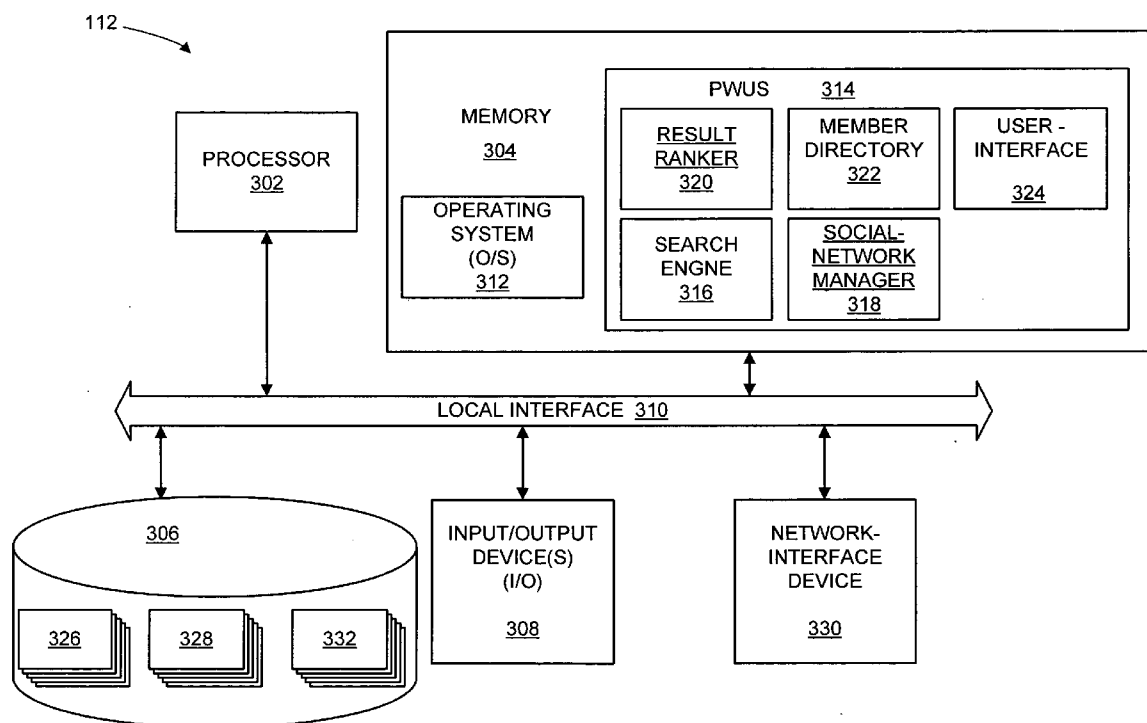 112
MEMORY
304
PWUS 314
RESULT
RANKER
320
MEMBER
DIRECTORY
322
USER -
INTERFACE
324
OPERATING
SYSTEM
(O/S)
312
SEARCH
ENGNE
316
SOCIAL-
NETWORK
MANAGER
318
PROCESSOR
302
LOCAL INTERFACE 310
306
326
328
332
INPUT/OUTPUT
DEVICE(S)
(I/O)
308
NETWORK-
INTERFACE
DEVICE
330